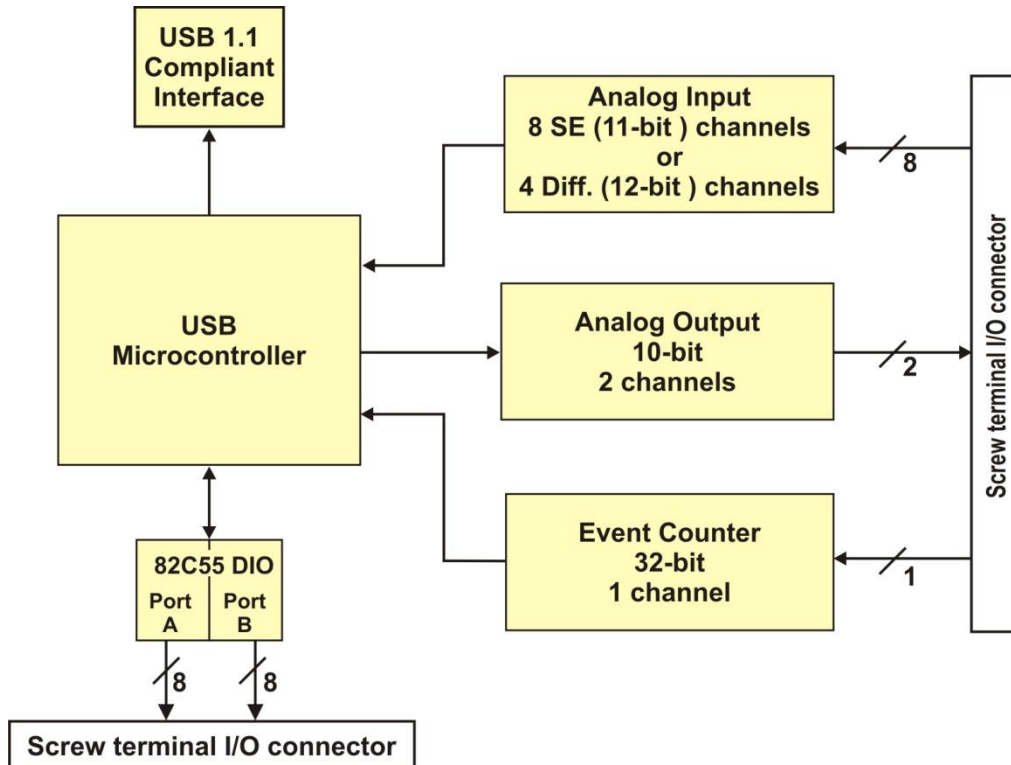 USB 1.1
Compliant
Interface
Analog Input
8 SE (11-bit ) channels
or
4 Diff. (12-bit ) channels
8
USB
Microcontroller
Analog Output
10-bit
2 channels
2
Screw terminal I/O connector
Event Counter
32-bit
1 channel
1
82C55 DIO
Port
A
Port
B
8
8
Screw terminal I/O connector